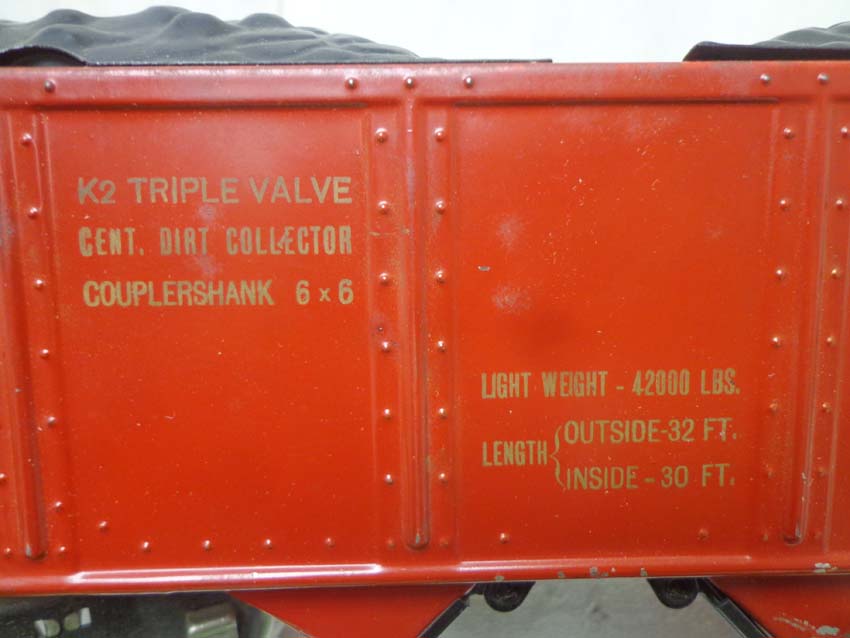 K2 TRIPLE VALVE
CENT. DIRT COLLECTOR
COUPLERSHANK 6 x 6
LIGHT WEIGHT - 42000 LBS.
LENGTH { OUTSIDE-32 FT.
INSIDE - 30 FT.